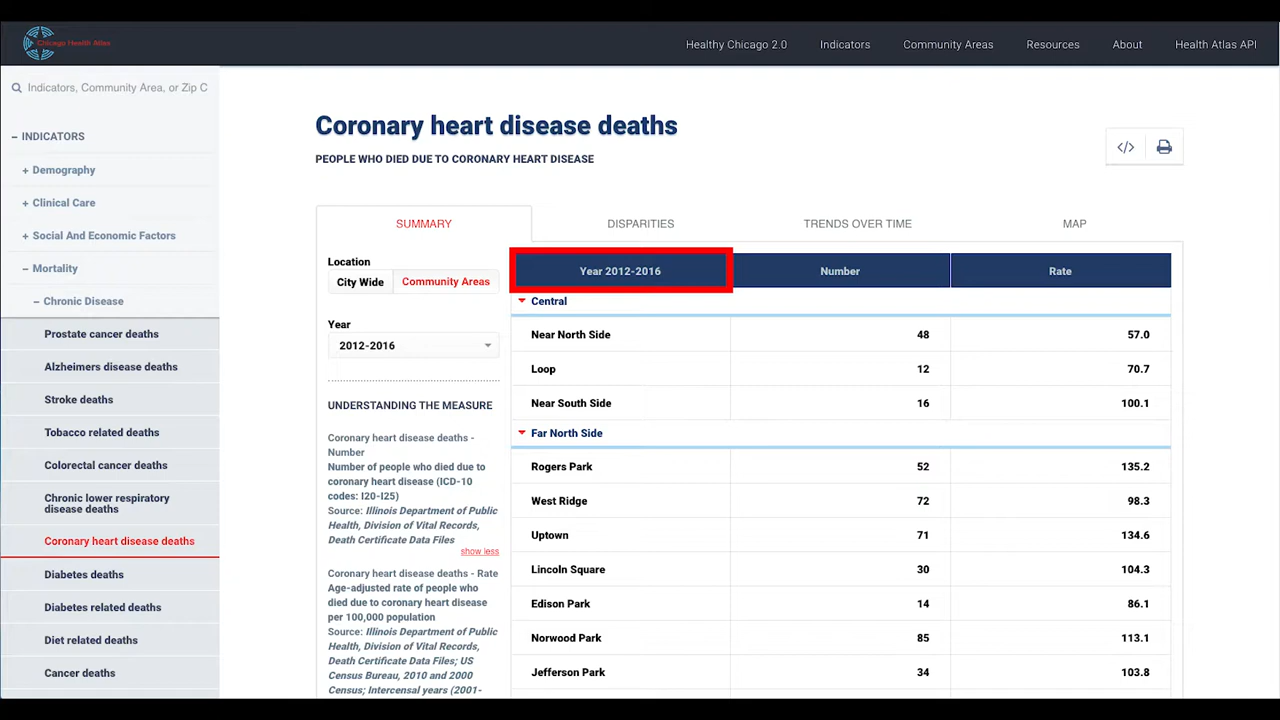 Chicago Health Atlas
Healthy Chicago 2.0 Indicators Community Areas Resources About Health Atlas API
Indicators, Community Area, or Zip C
− INDICATORS
+ Demography
+ Clinical Care
+ Social And Economic Factors
− Mortality
− Chronic Disease
Prostate cancer deaths
Alzheimers disease deaths
Stroke deaths
Tobacco related deaths
Colorectal cancer deaths
Chronic lower respiratory
disease deaths
Coronary heart disease deaths
Diabetes deaths
Diabetes related deaths
Diet related deaths
Cancer deaths
Coronary heart disease deaths
PEOPLE WHO DIED DUE TO CORONARY HEART DISEASE
</>
SUMMARY DISPARITIES TRENDS OVER TIME MAP
Location
City Wide Community Areas
Year
2012-2016
UNDERSTANDING THE MEASURE
Coronary heart disease deaths -
Number
Number of people who died due to
coronary heart disease (ICD-10
codes: I20-I25)
Source: Illinois Department of Public
Health, Division of Vital Records,
Death Certificate Data Files
show less
Coronary heart disease deaths - Rate
Age-adjusted rate of people who
died due to coronary heart disease
per 100,000 population
Source: Illinois Department of Public
Health, Division of Vital Records,
Death Certificate Data Files; US
Census Bureau, 2010 and 2000
Census; Intercensal years (2001-
Year 2012-2016 Number Rate
Central
Near North Side 48 57.0
Loop 12 70.7
Near South Side 16 100.1
Far North Side
Rogers Park 52 135.2
West Ridge 72 98.3
Uptown 71 134.6
Lincoln Square 30 104.3
Edison Park 14 86.1
Norwood Park 85 113.1
Jefferson Park 34 103.8